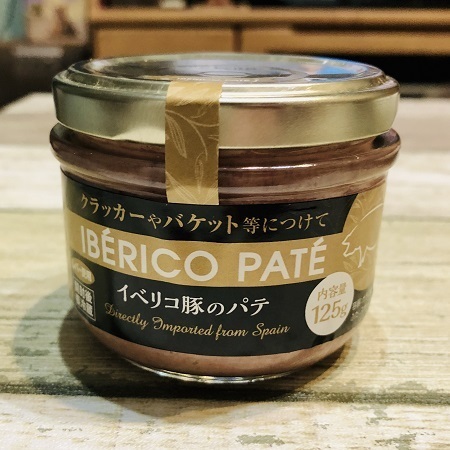 クラッカーやバケット等につけて
IBÉRICO PATÉ
イベリコ豚のパテ
Directly Imported from Spain
内容量
125g